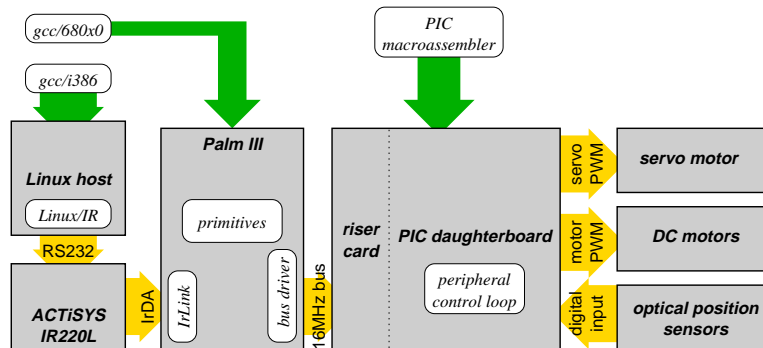 gcc/680x0
PIC
macroassembler
gcc/i386
Palm III
Linux host
Linux/IR
primitives
riser
card
PIC daughterboard
servo
PWM
servo motor
RS232
bus driver
16MHz bus
motor
PWM
DC motors
ACTiSYS
IR220L
IrDA
IrLink
peripheral
control loop
digital
input
optical position
sensors